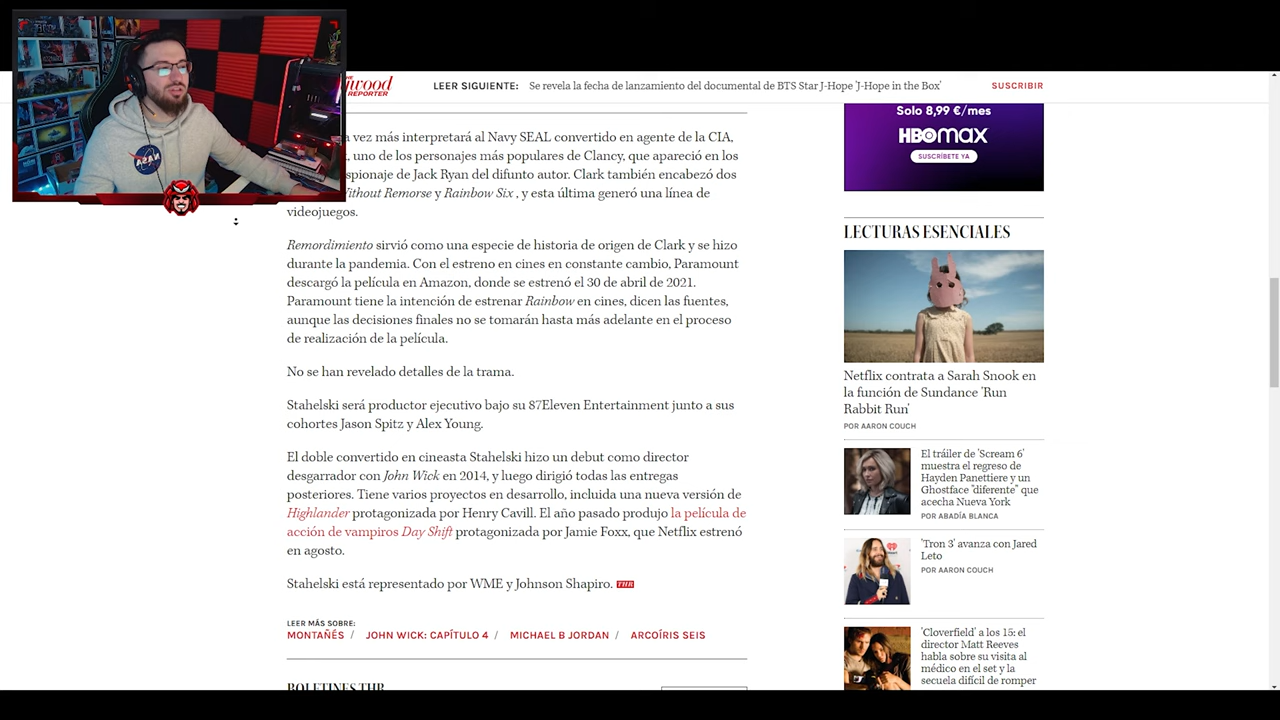 NASA
wood
REPORTER
LEER SIGUIENTE: Se revela la fecha de lanzamiento del documental de BTS Star J-Hope 'J-Hope in the Box'
SUSCRIBIR
vez más interpretará al Navy SEAL convertido en agente de la CIA,
, uno de los personajes más populares de Clancy, que apareció en los
spionaje de Jack Ryan del difunto autor. Clark también encabezó dos
Without Remorse y Rainbow Six , y esta última generó una línea de
videojuegos.
Remordimiento sirvió como una especie de historia de origen de Clark y se hizo
durante la pandemia. Con el estreno en cines en constante cambio, Paramount
descargó la película en Amazon, donde se estrenó el 30 de abril de 2021.
Paramount tiene la intención de estrenar Rainbow en cines, dicen las fuentes,
aunque las decisiones finales no se tomarán hasta más adelante en el proceso
de realización de la película.
No se han revelado detalles de la trama.
Stahelski será productor ejecutivo bajo su 87Eleven Entertainment junto a sus
cohortes Jason Spitz y Alex Young.
El doble convertido en cineasta Stahelski hizo un debut como director
desgarrador con John Wick en 2014, y luego dirigió todas las entregas
posteriores. Tiene varios proyectos en desarrollo, incluida una nueva versión de
Highlander protagonizada por Henry Cavill. El año pasado produjo la película de
acción de vampiros Day Shift protagonizada por Jamie Foxx, que Netflix estrenó
en agosto.
Stahelski está representado por WME y Johnson Shapiro. THR
LEER MÁS SOBRE:
MONTAÑÉS / JOHN WICK: CAPÍTULO 4 / MICHAEL B JORDAN / ARCOÍRIS SEIS
BOLETINES THR
Solo 8,99 €/mes
HBOMAX
SUSCRÍBETE YA
LECTURAS ESENCIALES
Netflix contrata a Sarah Snook en
la función de Sundance 'Run
Rabbit Run'
POR AARON COUCH
El tráiler de 'Scream 6'
muestra el regreso de
Hayden Panettiere y un
Ghostface "diferente" que
acecha Nueva York
POR ABADÍA BLANCA
'Tron 3' avanza con Jared
Leto
POR AARON COUCH
'Cloverfield' a los 15: el
director Matt Reeves
habla sobre su visita al
médico en el set y la
secuela difícil de romper